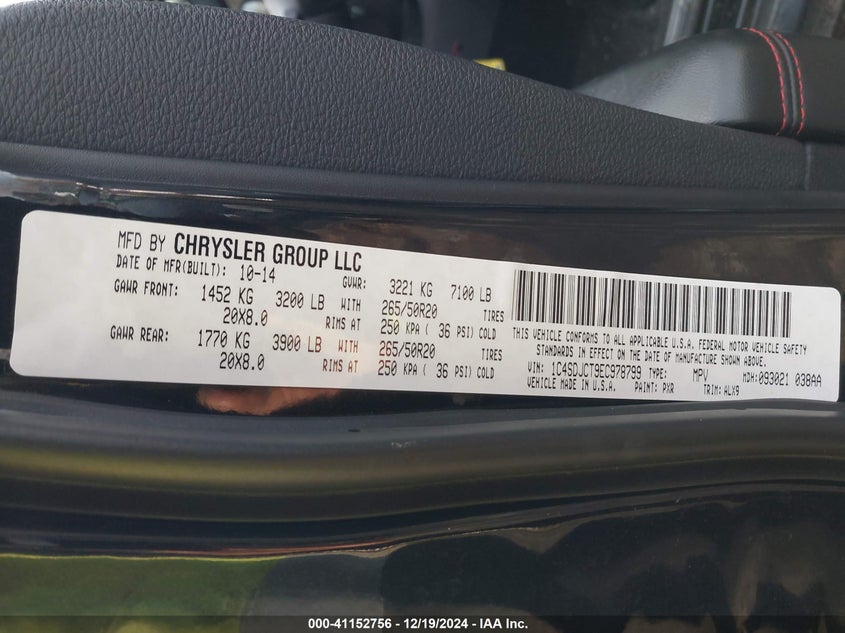 MFD BY CHRYSLER GROUP LLC
DATE OF MFR(BUILT): 10-14 GVWR: 3221 KG 7100 LB
GAWR FRONT: 1452 KG 3200 LB WITH 265/50R20 TIRES
20X8.0 RIMS AT 250 KPA ( 36 PSI) COLD
GAWR REAR: 1770 KG 3900 LB WITH 265/50R20 TIRES
20X8.0 RIMS AT 250 KPA ( 36 PSI) COLD
THIS VEHICLE CONFORMS TO ALL APPLICABLE U.S.A. FEDERAL MOTOR VEHICLE SAFETY
STANDARDS IN EFFECT ON THE DATE OF MANUFACTURE SHOWN ABOVE.
VIN: 1C4SDJCT9EC978799 TYPE: MPV MDH:093021 038AA
VEHICLE MADE IN U.S.A. PAINT: PXR TRIM: ALX9
000-41152756 – 12/19/2024 – IAA Inc.